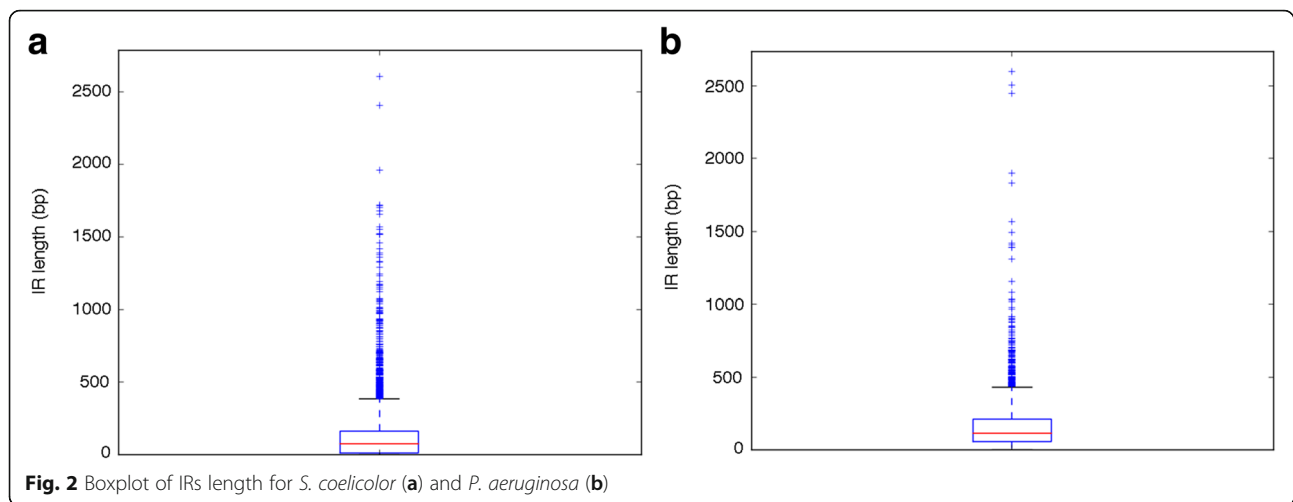 a
2500
2000
1500
1000
500
0
IR length (bp)
b
2500
2000
1500
1000
500
0
IR length (bp)
Fig. 2 Boxplot of IRs length for S. coelicolor (a) and P. aeruginosa (b)